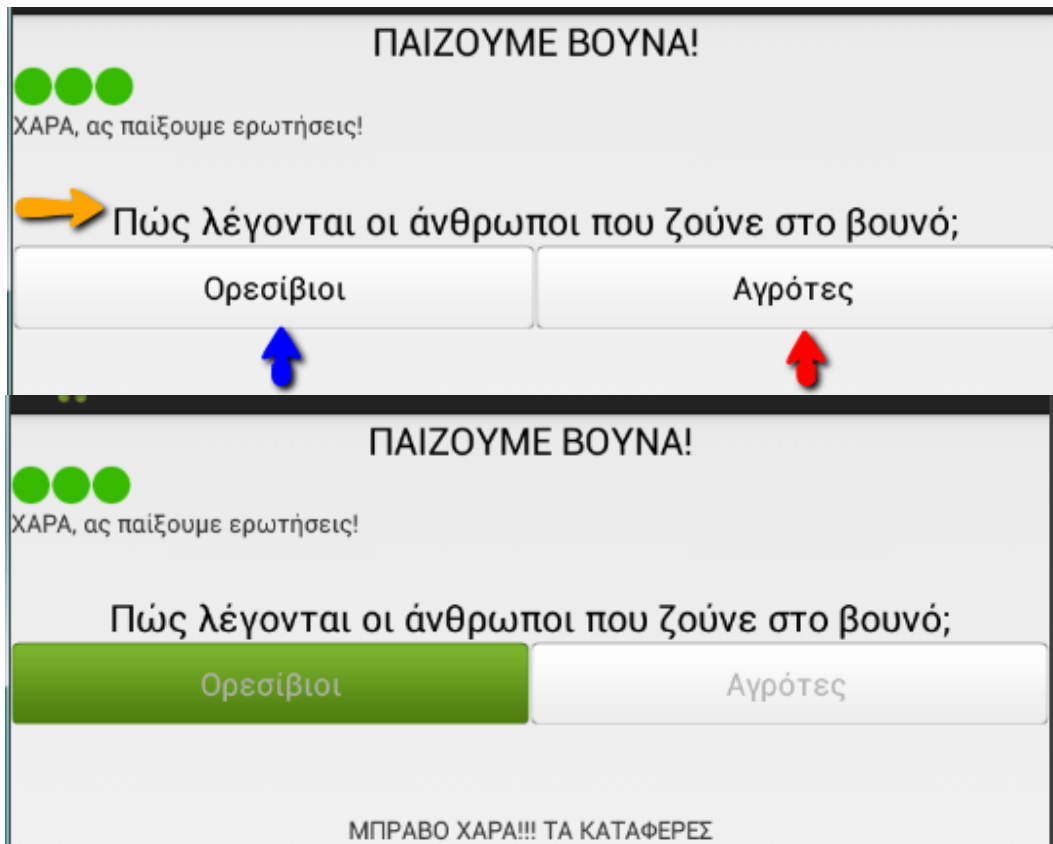 ΠΑΙΖΟΥΜΕ ΒΟΥΝΑ!
ΧΑΡΑ, ας παίξουμε ερωτήσεις!
Πώς λέγονται οι άνθρωποι που ζούνε στο βουνό;
Ορεσίβιοι Αγρότες
ΠΑΙΖΟΥΜΕ ΒΟΥΝΑ!
ΧΑΡΑ, ας παίξουμε ερωτήσεις!
Πώς λέγονται οι άνθρωποι που ζούνε στο βουνό;
Ορεσίβιοι Αγρότες
ΜΠΡΑΒΟ ΧΑΡΑ!!! ΤΑ ΚΑΤΑΦΕΡΕΣ